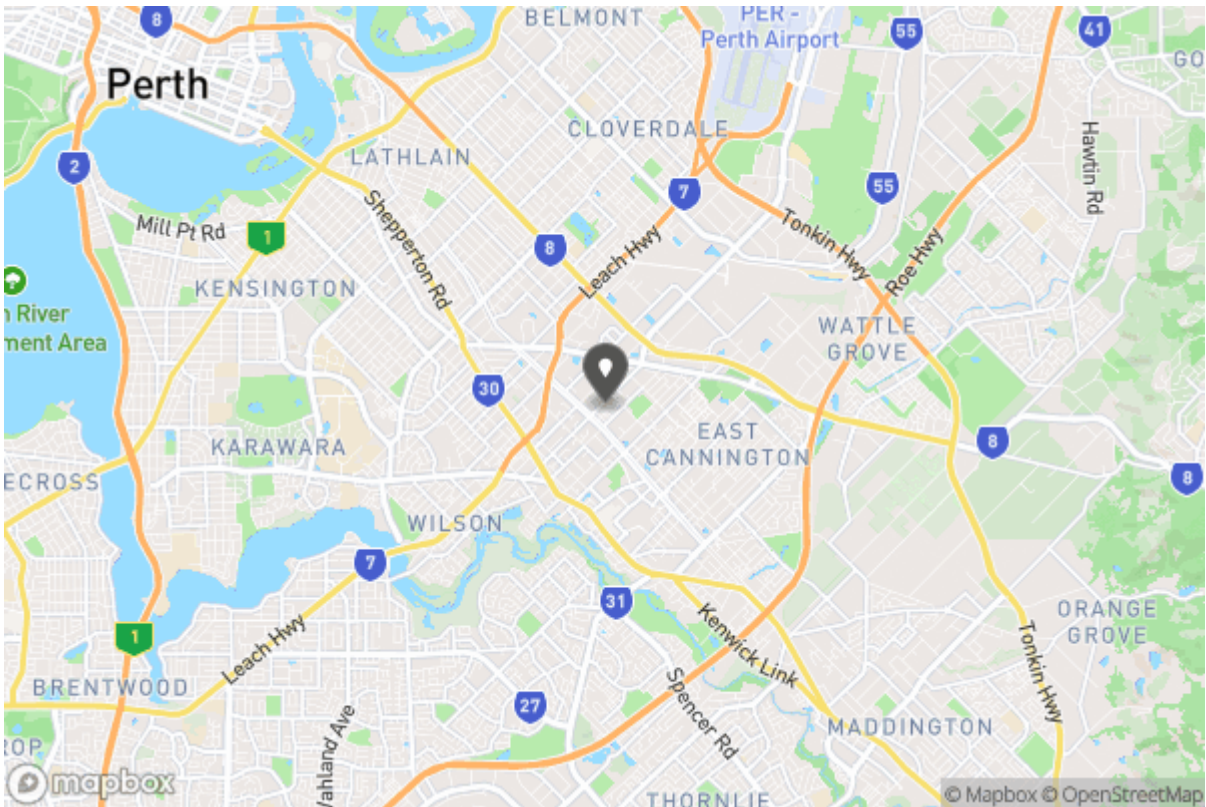 BELMONT
8
PER -
Perth Airport
55
41
GO
Perth
CLOVERDALE
LATHLAIN
2
7
55
Hawtin Rd
Mill Pt Rd
1
Shepperton Rd
8
Leach Hwy
Tonkin Hwy
Roe Hwy
KENSINGTON
n River
ment Area
WATTLE
GROVE
30
KARAWARA
EAST
CANNINGTON
8
8
ECROSS
WILSON
7
31
ORANGE
GROVE
1
Leach Hwy
Kenwick Link
Tonkin Hwy
BRENTWOOD
27
Spencer Rd
MADDINGTON
ROP
Vahland Ave
THORNLIE
mapbox
© Mapbox © OpenStreetMap